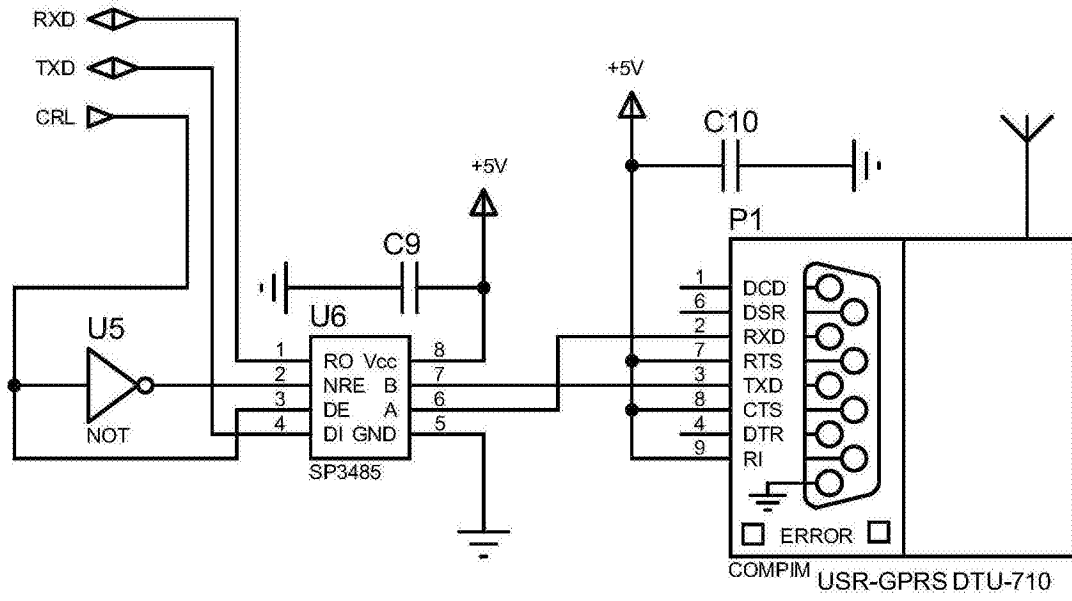 RXD
TXD
CRL
+5V
C10
+5V
P1
C9
U6
U5
NOT
1 RO Vcc 8
2 NRE B 7
3 DE A 6
4 DI GND 5
SP3485
1 DCD
6 DSR
2 RXD
7 RTS
3 TXD
8 CTS
4 DTR
9 RI
ERROR
COMPIM
USR-GPRS DTU-710